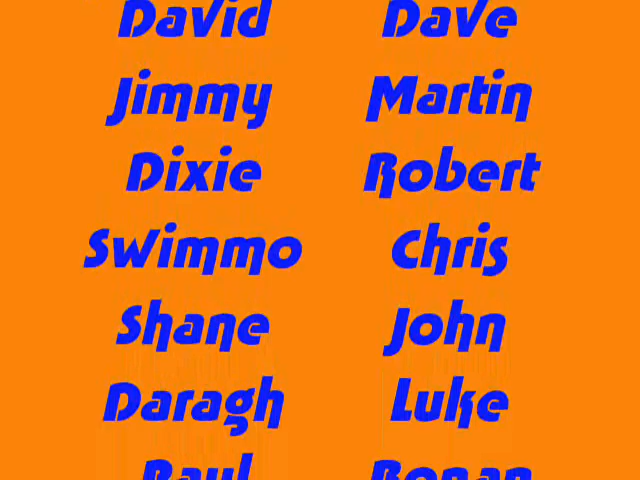 David Dave
Jimmy Martin
Dixie Robert
Swimmo Chris
Shane John
Daragh Luke